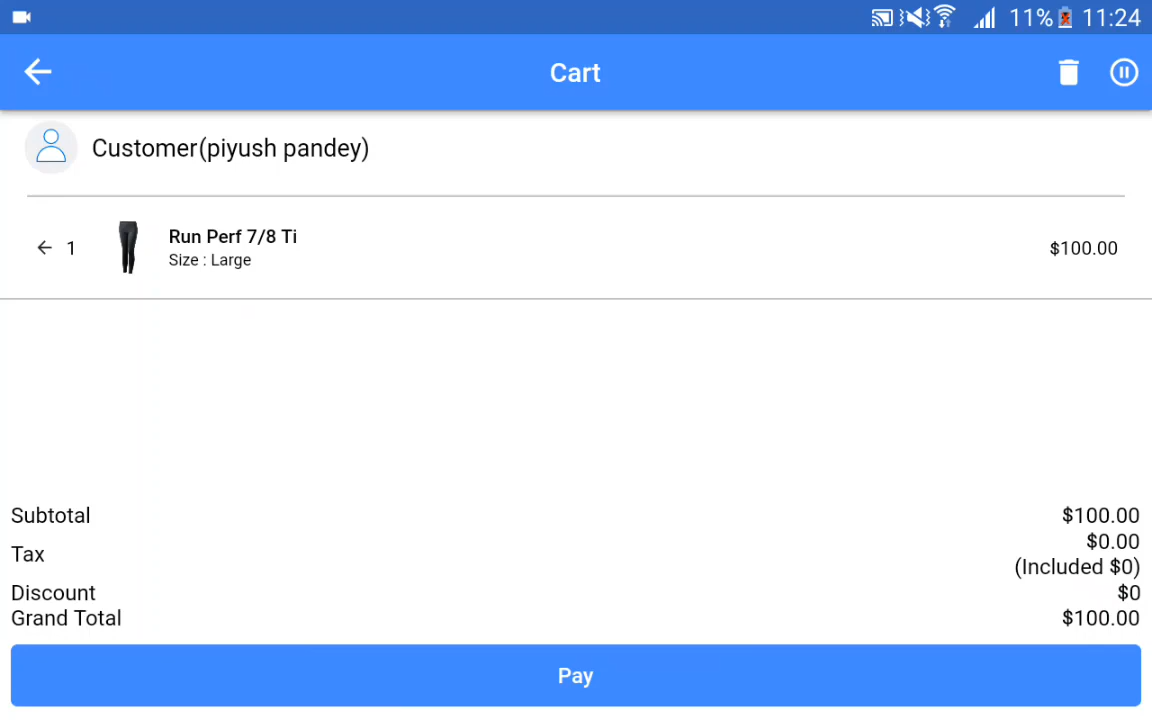 11% 11:24
Cart
Customer(piyush pandey)
1 Run Perf 7/8 Ti $100.00
Size : Large
Subtotal $100.00
Tax $0.00
(Included $0)
Discount $0
Grand Total $100.00
Pay